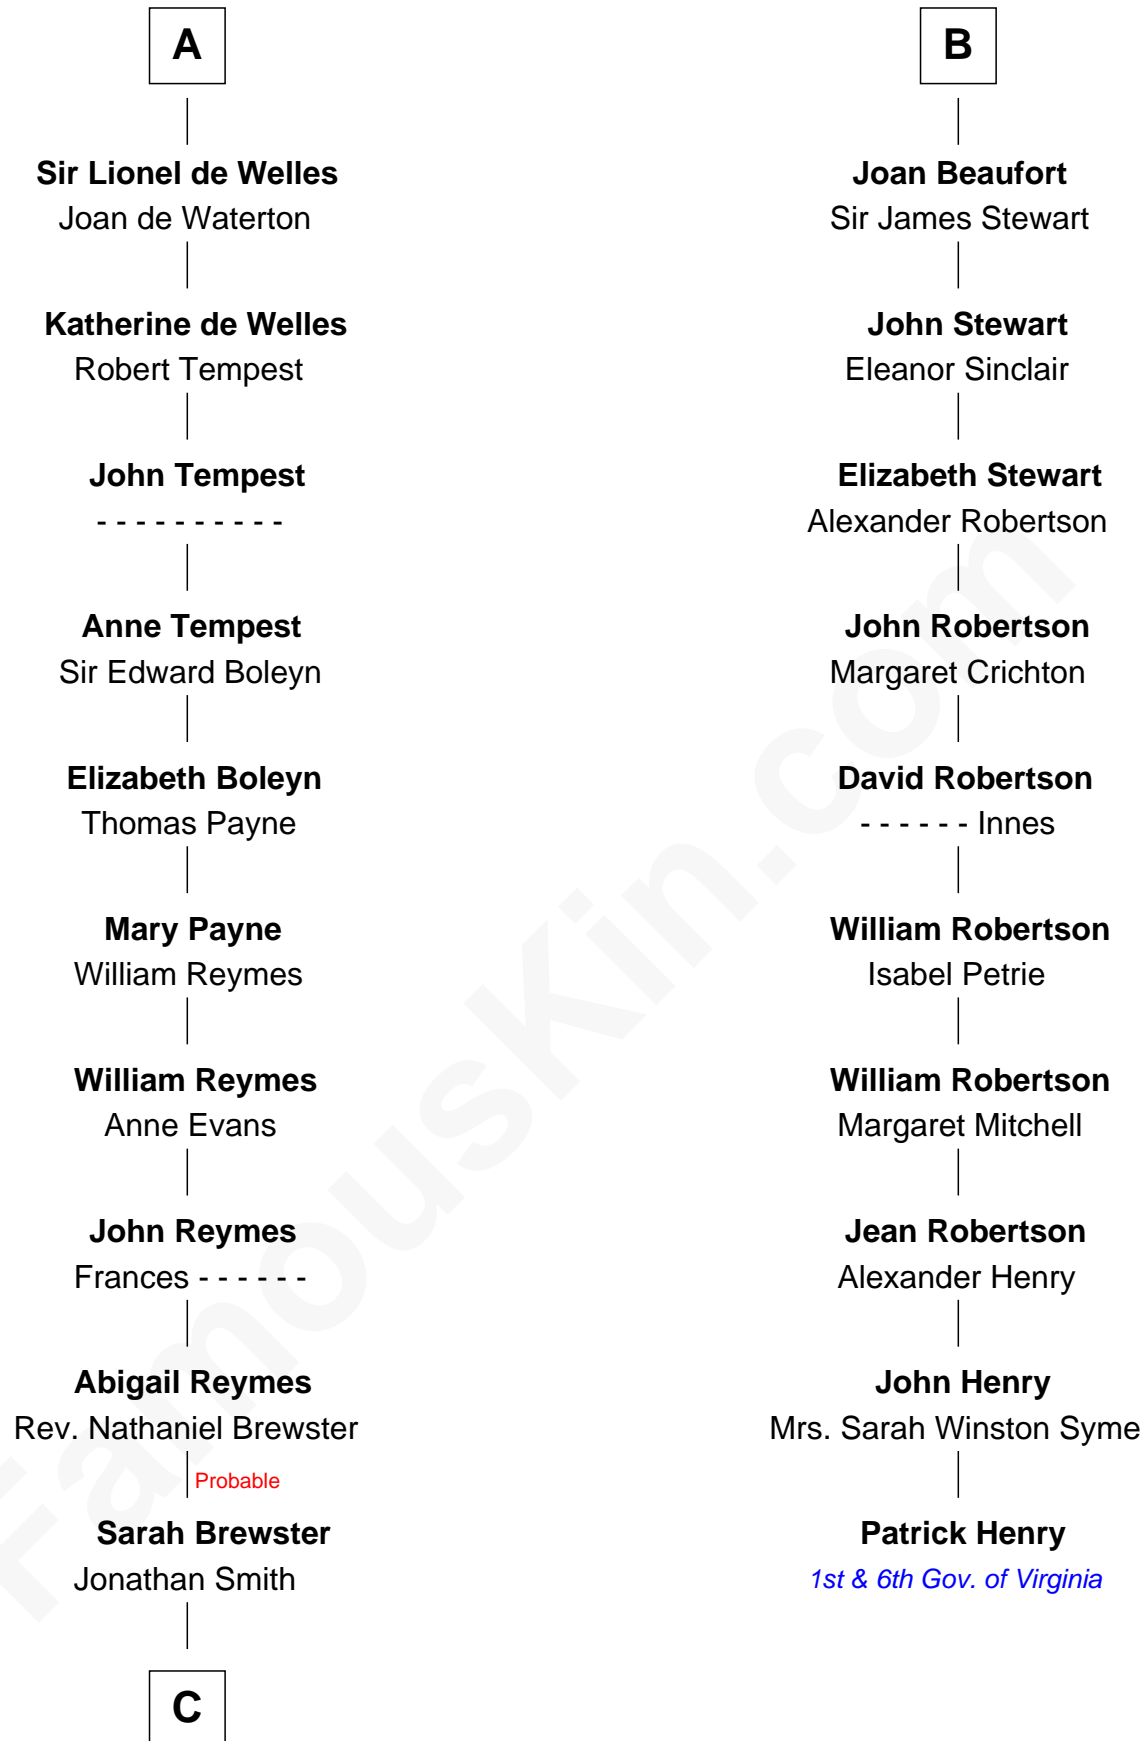 A
Sir Lionel de Welles
Joan de Waterton
Katherine de Welles
Robert Tempest
John Tempest
- - - - - - - - - -
Anne Tempest
Sir Edward Boleyn
Elizabeth Boleyn
Thomas Payne
Mary Payne
William Reymes
William Reymes
Anne Evans
John Reymes
Frances - - - - - -
Abigail Reymes
Rev. Nathaniel Brewster
Probable
Sarah Brewster
Jonathan Smith
C
B
Joan Beaufort
Sir James Stewart
John Stewart
Eleanor Sinclair
Elizabeth Stewart
Alexander Robertson
John Robertson
Margaret Crichton
David Robertson
- - - - - - Innes
William Robertson
Isabel Petrie
William Robertson
Margaret Mitchell
Jean Robertson
Alexander Henry
John Henry
Mrs. Sarah Winston Syme
Patrick Henry
1st & 6th Gov. of Virginia
FamousKin.com